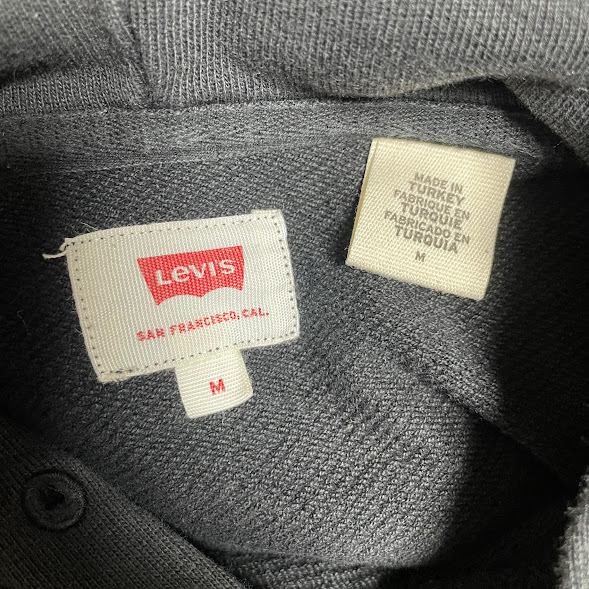 Levi's
SAN FRANCISCO, CAL.
M
MADE IN
TURKEY
FABRIQUE EN
TURQUIE
FABRICADO EN
TURQUIA
M